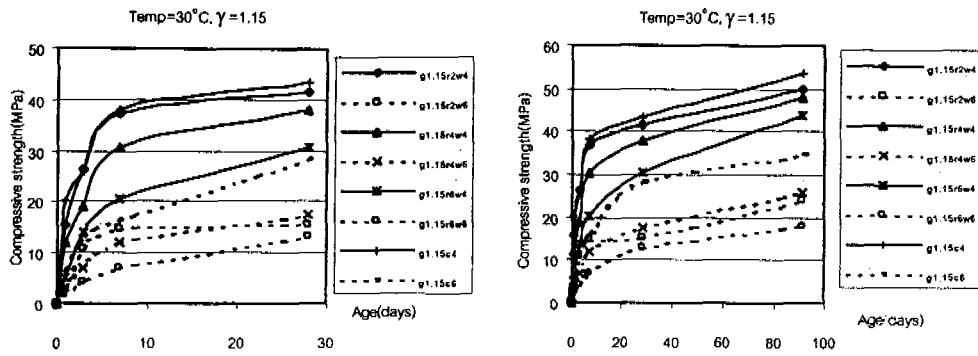 Temp=30°C, γ =1.15
Compressive strength(MPa)
50
40
30
20
10
0
0
10
20
30
Age(days)
g1.15r2w4
g1.15r2w6
g1.15r4w4
g1.15r4w6
g1.15r6w4
g1.15r6w6
g1.15c4
g1.15c6
Temp=30°C, γ =1.15
Compressive strength(MPa)
60
50
40
30
20
10
0
0
20
40
60
80
100
Age(days)
g1.15r2w4
g1.15r2w6
g1.15r4w4
g1.15r4w6
g1.15r6w4
g1.15r6w6
g1.15c4
g1.15c6